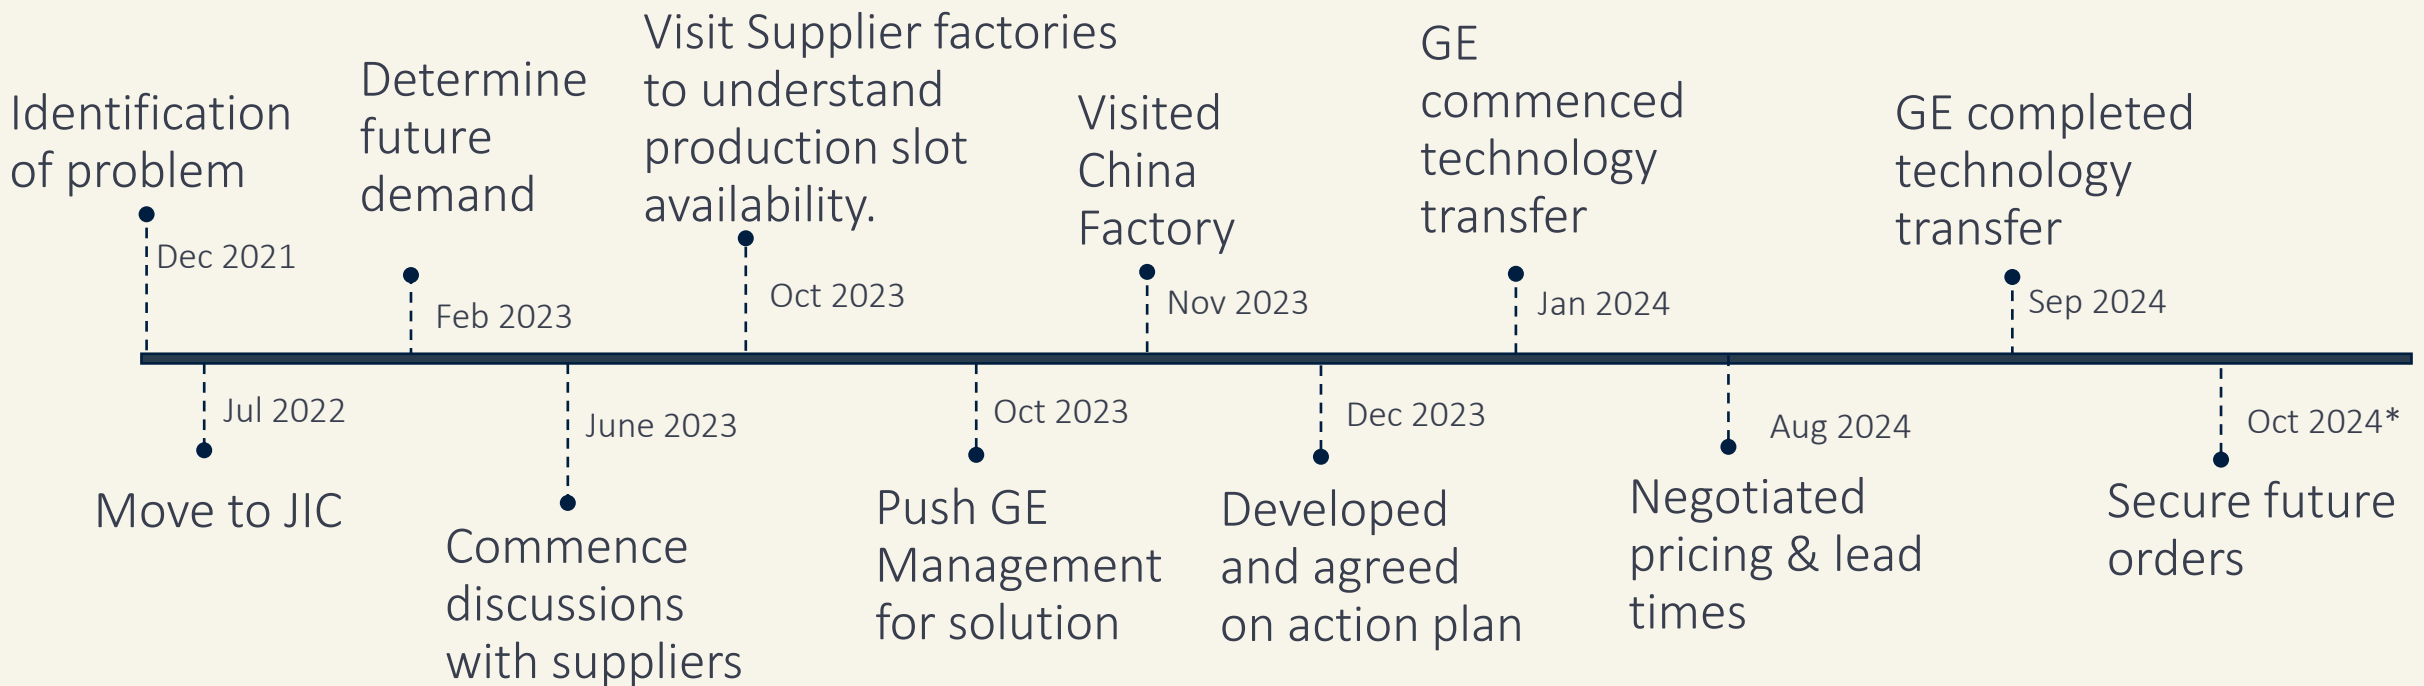 Identification
of problem
Dec 2021
Move to JIC
Jul 2022
Determine
future
demand
Feb 2023
June 2023
Commence
discussions
with suppliers
Visit Supplier factories
to understand
production slot
availability.
Oct 2023
Oct 2023
Push GE
Management
for solution
Visited
China
Factory
Nov 2023
Dec 2023
Developed
and agreed
on action plan
GE
commenced
technology
transfer
Jan 2024
Aug 2024
Negotiated
pricing & lead
times
GE completed
technology
transfer
Sep 2024
Oct 2024*
Secure future
orders